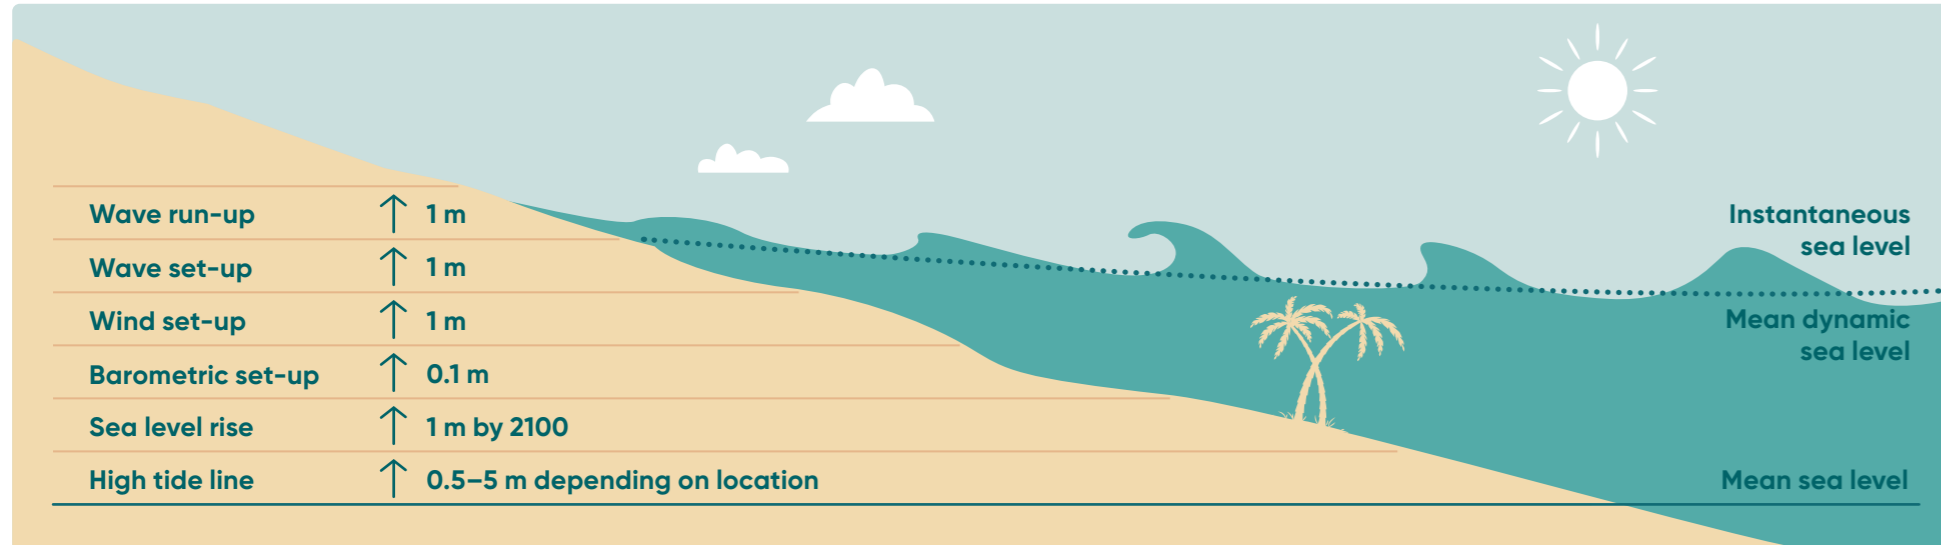 Wave run-up ↑ 1 m
Wave set-up ↑ 1 m
Wind set-up ↑ 1 m
Barometric set-up ↑ 0.1 m
Sea level rise ↑ 1 m by 2100
High tide line ↑ 0.5–5 m depending on location
Instantaneous
sea level
Mean dynamic
sea level
Mean sea level